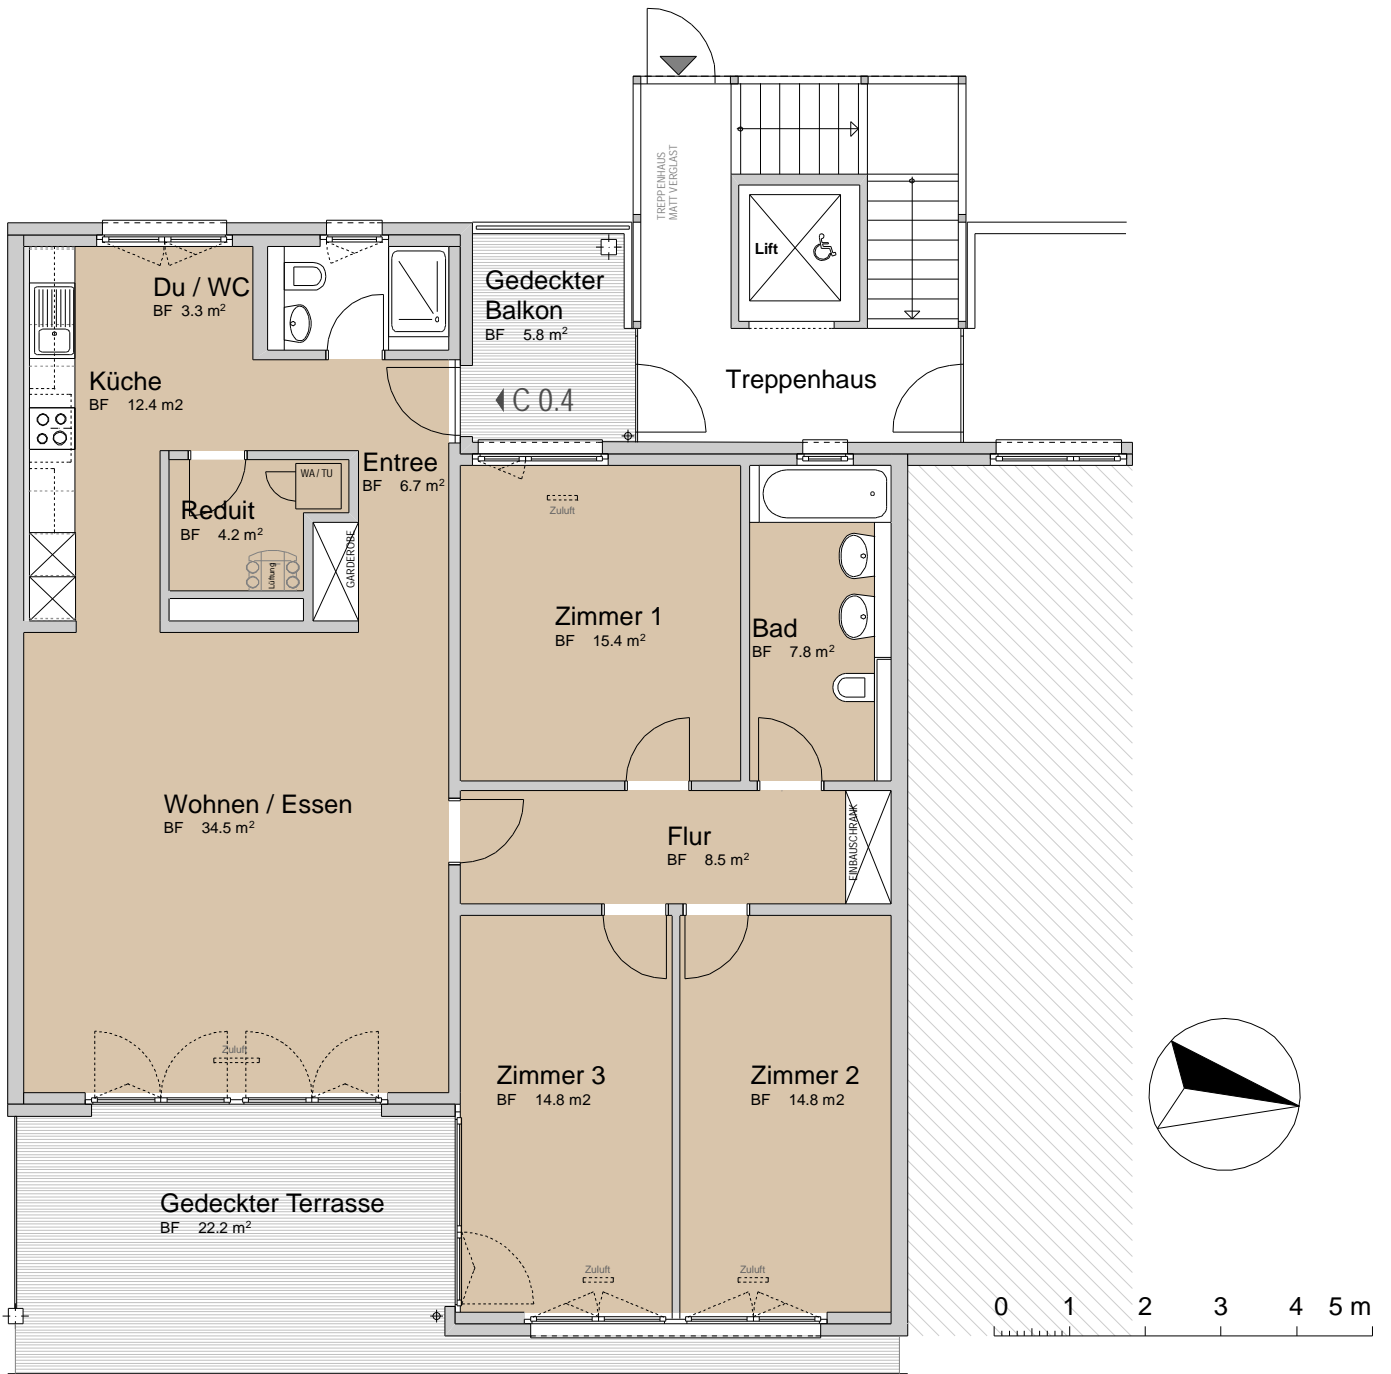 TREPPENHAUS
MATT VERGLAST
Lift
Du / WC
BF 3.3 m²
Gedeckter
Balkon
BF 5.8 m²
Küche
BF 12.4 m2
C 0.4
Treppenhaus
Entree
BF 6.7 m²
WA / TU
Reduit
BF 4.2 m²
Lüftung
GARDEROBE
Zuluft
Zimmer 1
BF 15.4 m²
Bad
BF 7.8 m²
Wohnen / Essen
BF 34.5 m²
Flur
BF 8.5 m²
EINBAUSCHRANK
Zuluft
Zimmer 3
BF 14.8 m2
Zimmer 2
BF 14.8 m2
Gedeckter Terrasse
BF 22.2 m²
Zuluft
Zuluft
0 1 2 3 4 5 m